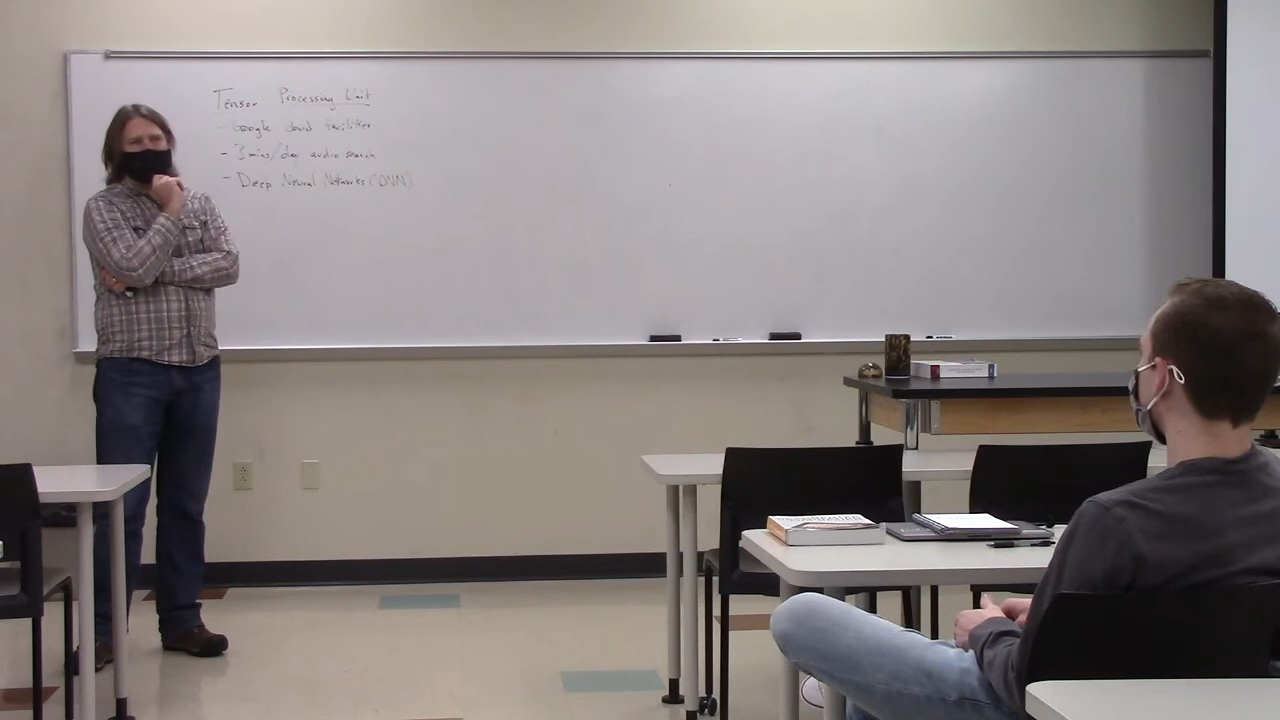 Tensor Processing Unit
- Google cloud facilities
- 3 mins/day audio search
- Deep Neural Networks (DNN)